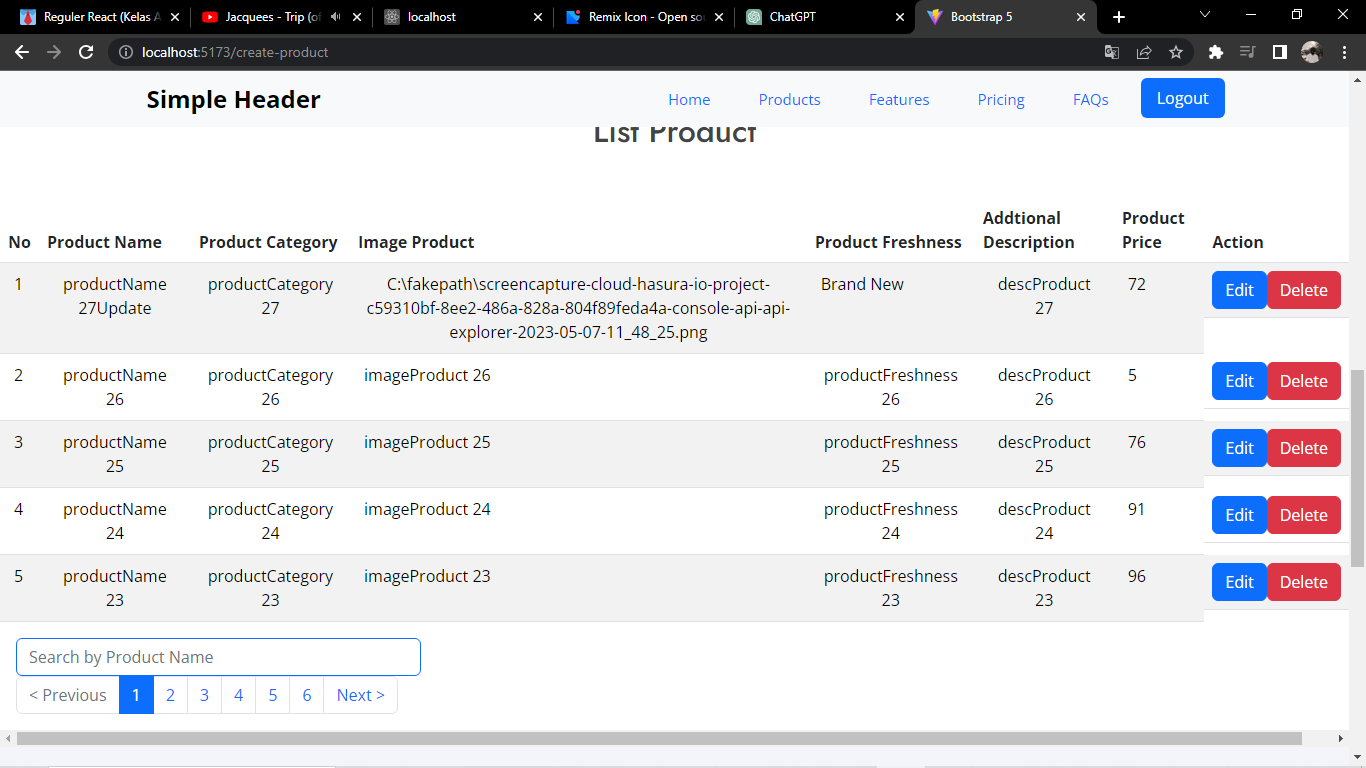 Reguler React (Kelas A
Jacquees - Trip (of
localhost
Remix Icon - Open sou
ChatGPT
Bootstrap 5
localhost:5173/create-product
Simple Header
Home
Products
Features
Pricing
FAQs
Logout
List Product
No
Product Name
Product Category
Image Product
Product Freshness
Addtional
Description
Product
Price
Action
1
productName
27Update
productCategory
27
C:\fakepath\screencapture-cloud-hasura-io-project-
c59310bf-8ee2-486a-828a-804f89feda4a-console-api-api-
explorer-2023-05-07-11_48_25.png
Brand New
descProduct
27
72
Edit
Delete
2
productName
26
productCategory
26
imageProduct 26
productFreshness
26
descProduct
26
5
Edit
Delete
3
productName
25
productCategory
25
imageProduct 25
productFreshness
25
descProduct
25
76
Edit
Delete
4
productName
24
productCategory
24
imageProduct 24
productFreshness
24
descProduct
24
91
Edit
Delete
5
productName
23
productCategory
23
imageProduct 23
productFreshness
23
descProduct
23
96
Edit
Delete
Search by Product Name
< Previous
1
2
3
4
5
6
Next >